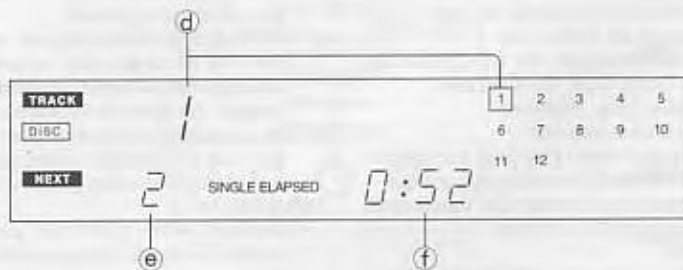 d
TRACK 1 1 2 3 4 5
DISC 6 7 8 9 10
11 12
NEXT 2 SINGLE ELAPSED 0:52
e f